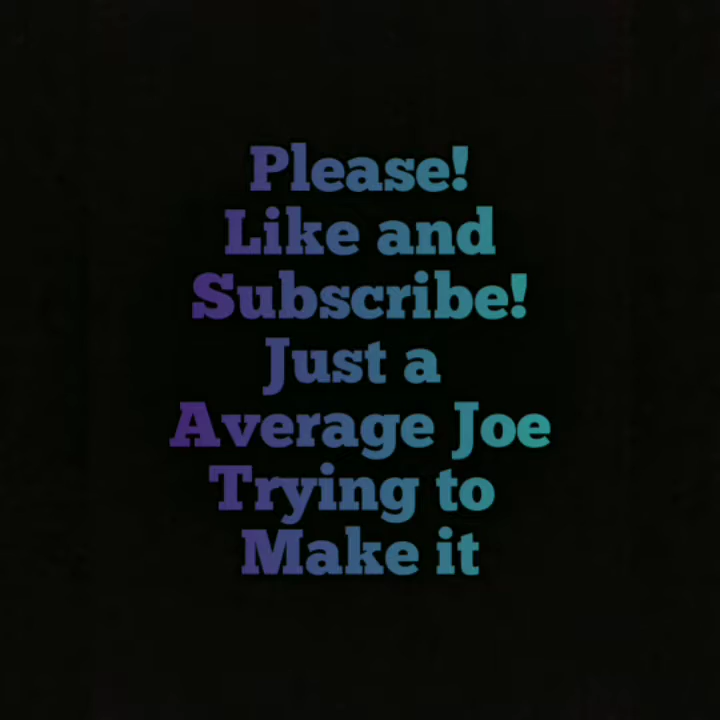 Please!
Like and
Subscribe!
Just a
Average Joe
Trying to
Make it